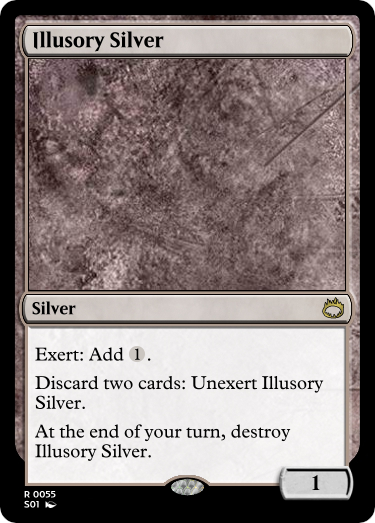 Illusory Silver
Silver
Exert: Add 1.
Discard two cards: Unexert Illusory
Silver.
At the end of your turn, destroy
Illusory Silver.
1
R 0055
S01